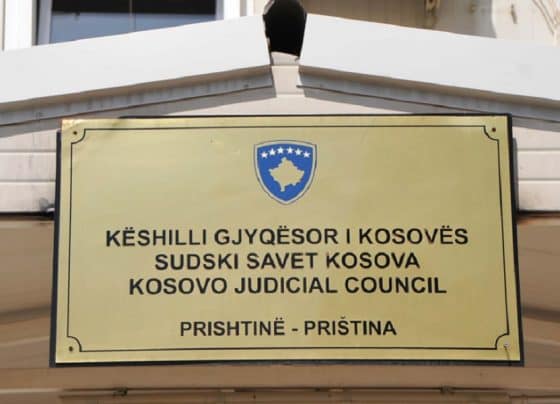 KËSHILLI GJYQËSOR I KOSOVËS
SUDSKI SAVET KOSOVA
KOSOVO JUDICIAL COUNCIL
PRISHTINË - PRIŠTINA